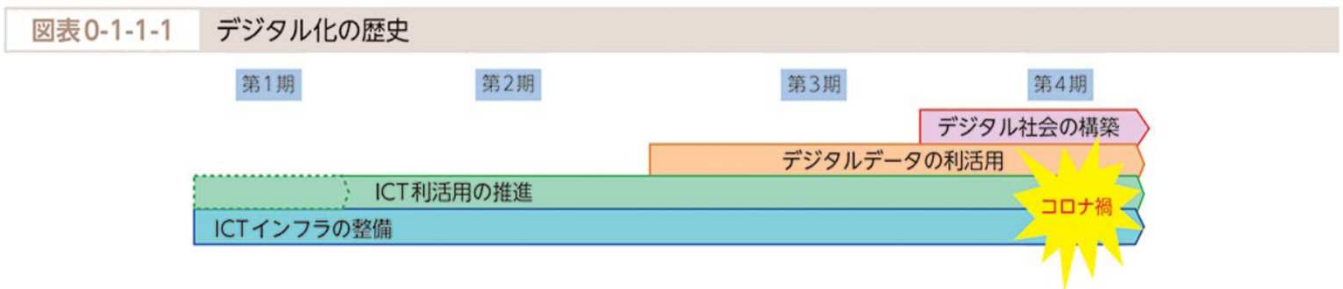 図表0-1-1-1 デジタル化の歴史
第1期 第2期 第3期 第4期
デジタル社会の構築
デジタルデータの利活用
ICT利活用の推進
コロナ禍
ICTインフラの整備